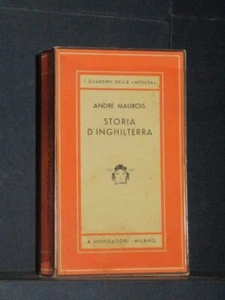 I QUADERNI DELLA «MEDUSA»
ANDRÉ MAUROIS
STORIA
D'INGHILTERRA
A. MONDADORI - MILANO